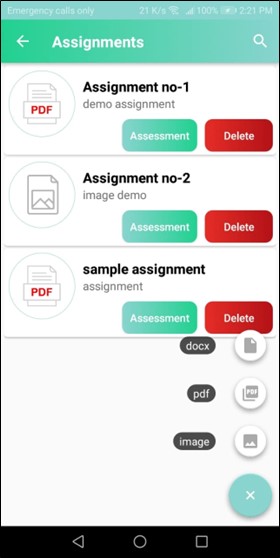 Emergency calls only 21 K/s 100% 2:21 PM
Assignments
Assignment no-1
demo assignment
PDF
Assessment Delete
Assignment no-2
image demo
Assessment Delete
sample assignment
assignment
PDF
Assessment Delete
docx
pdf PDF
image